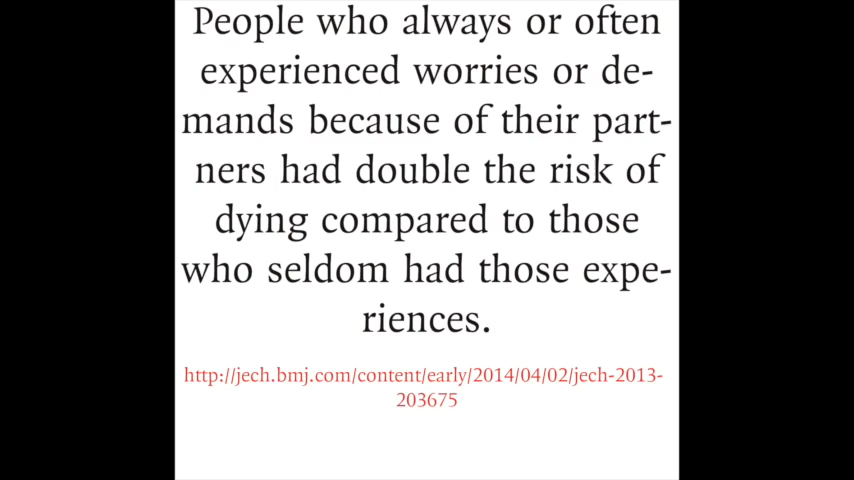 People who always or often
experienced worries or de-
mands because of their part-
ners had double the risk of
dying compared to those
who seldom had those expe-
riences.
http://jech.bmj.com/content/early/2014/04/02/jech-2013-
203675